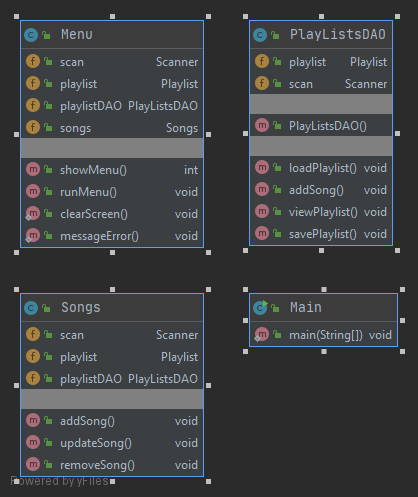 Menu
scan Scanner
playlist Playlist
playlistDAO PlayListsDAO
songs Songs
showMenu() int
runMenu() void
clearScreen() void
messageError() void
PlayListsDAO
playlist Playlist
scan Scanner
PlayListsDAO()
loadPlaylist() void
addSong() void
viewPlaylist() void
savePlaylist() void
Songs
scan Scanner
playlist Playlist
playlistDAO PlayListsDAO
addSong() void
updateSong() void
removeSong() void
Main
main(String[]) void
Powered by yFiles